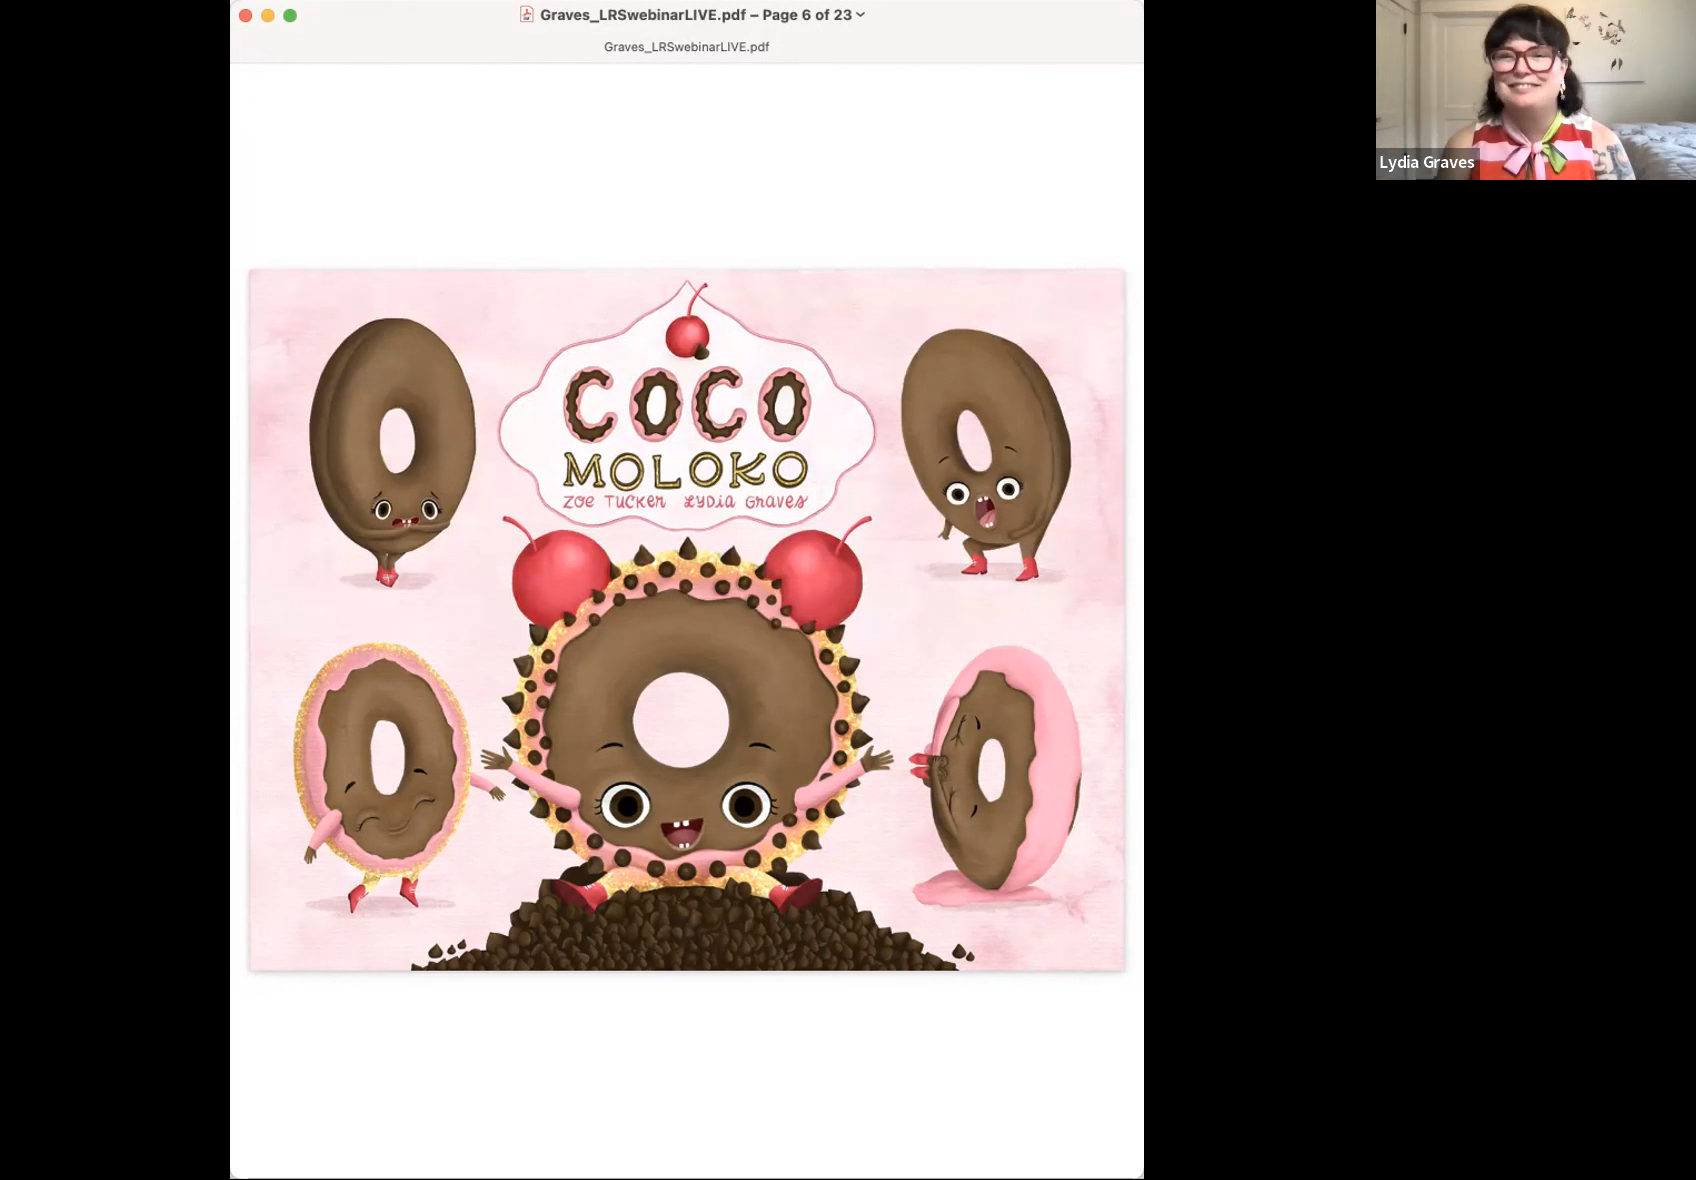 Graves_LRSwebinarLIVE.pdf – Page 6 of 23
Graves_LRSwebinarLIVE.pdf
Lydia Graves
COCO
MOLOKO
ZOE TUCKER LYDIA GRAVES